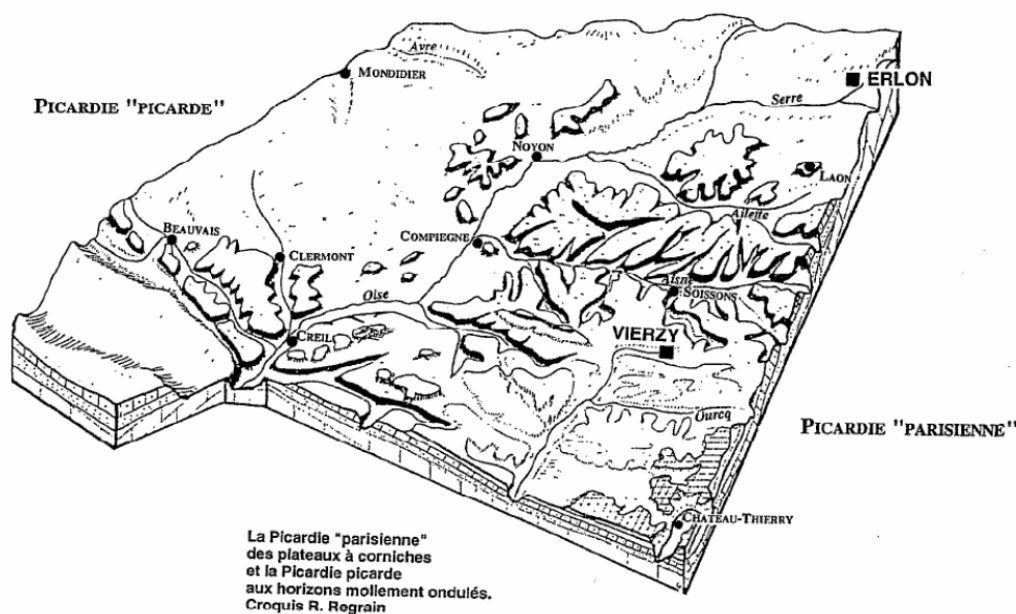 Avre
MONDIDIER
ERLON
PICARDIE "PICARDE"
Serre
NOYON
LAON
Ailette
BEAUVAIS
COMPIEGNE
CLERMONT
Aisne
SOISSONS
Oise
CREIL
VIERZY
Ourcq
PICARDIE "PARISIENNE"
CHATEAU-THIERRY
La Picardie "parisienne"
des plateaux à corniches
et la Picardie picarde
aux horizons mollement ondulés.
Croquis R. Regrain